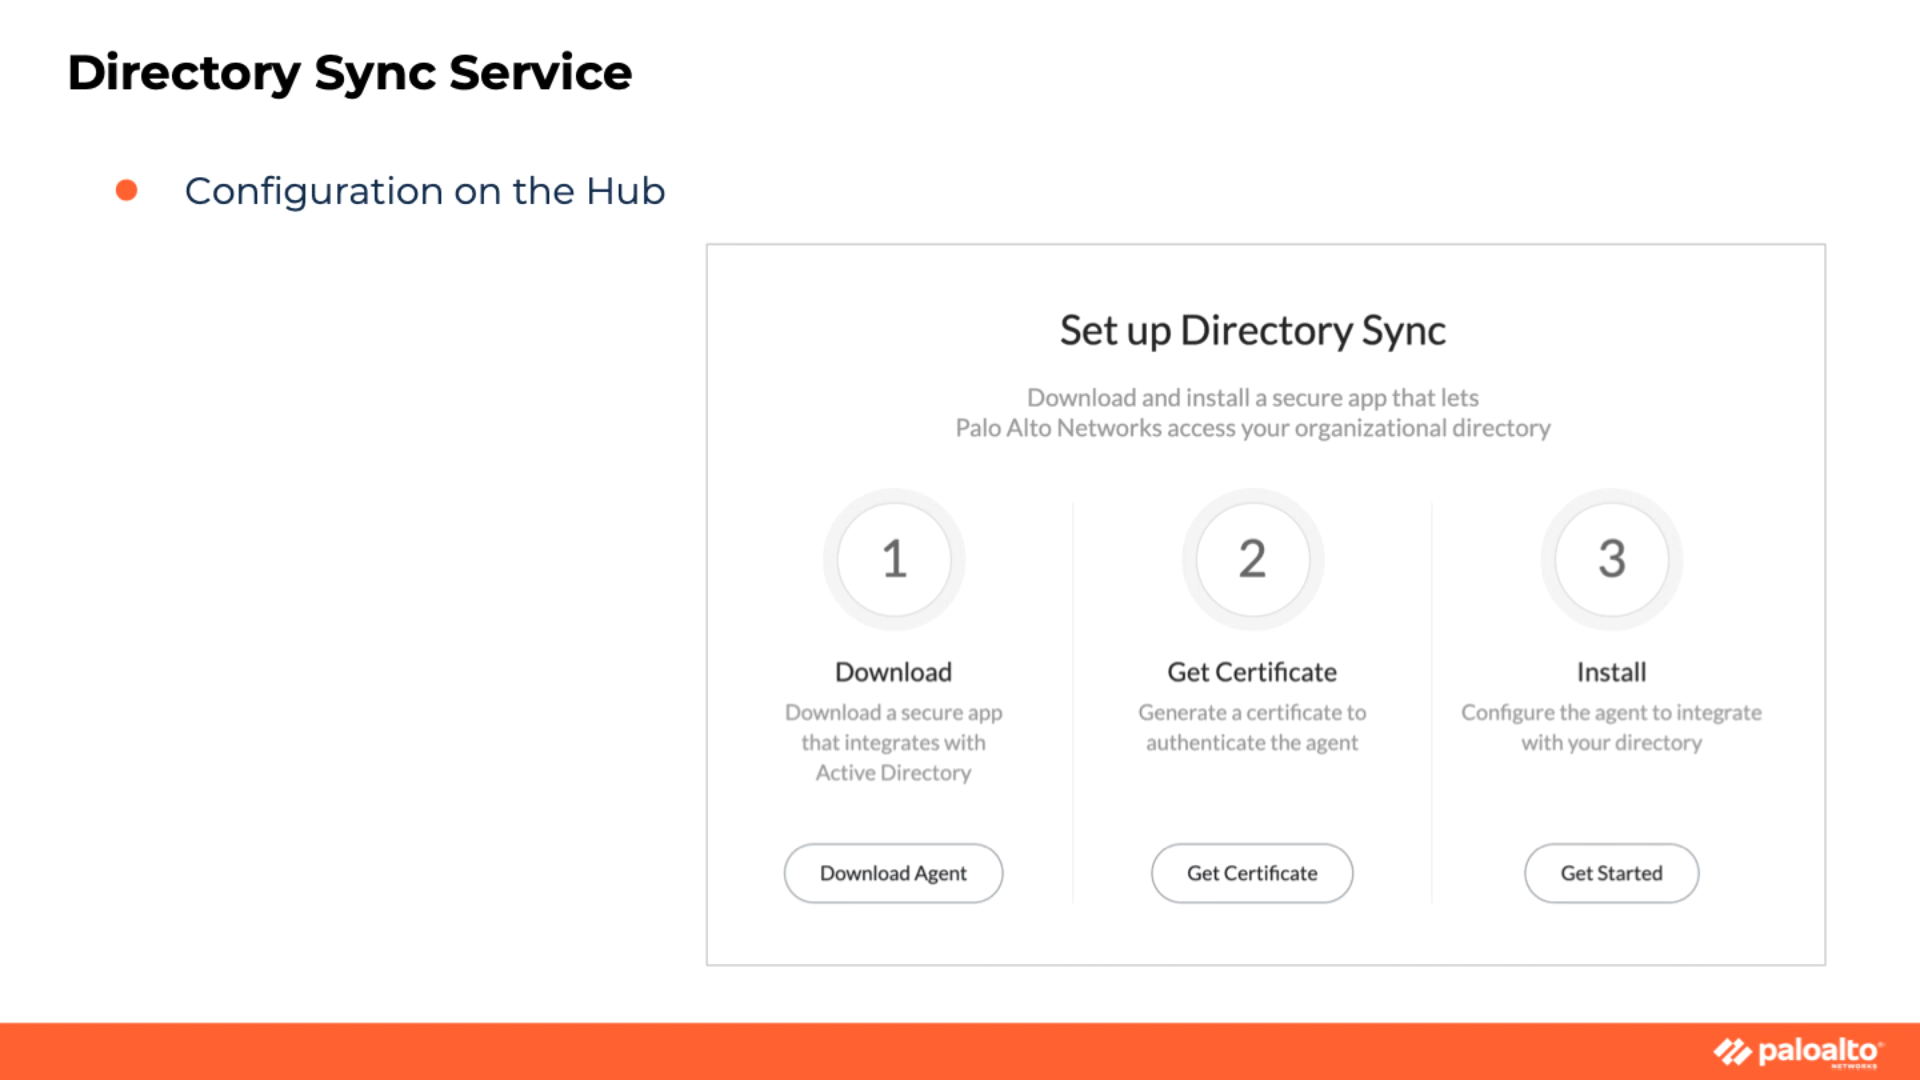 Directory Sync Service
Configuration on the Hub
Set up Directory Sync
Download and install a secure app that lets
Palo Alto Networks access your organizational directory
1
2
3
Download
Get Certificate
Install
Download a secure app
that integrates with
Active Directory
Generate a certificate to
authenticate the agent
Configure the agent to integrate
with your directory
Download Agent
Get Certificate
Get Started
paloalto®
NETWORKS